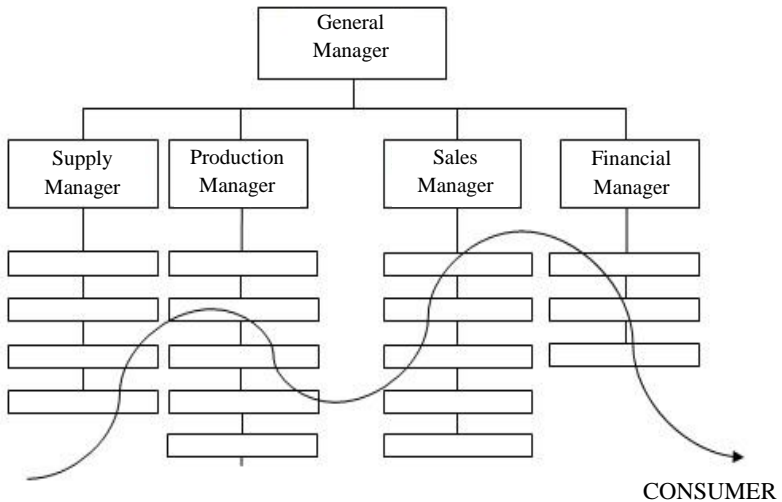 General
Manager
Supply
Manager
Production
Manager
Sales
Manager
Financial
Manager
CONSUMER